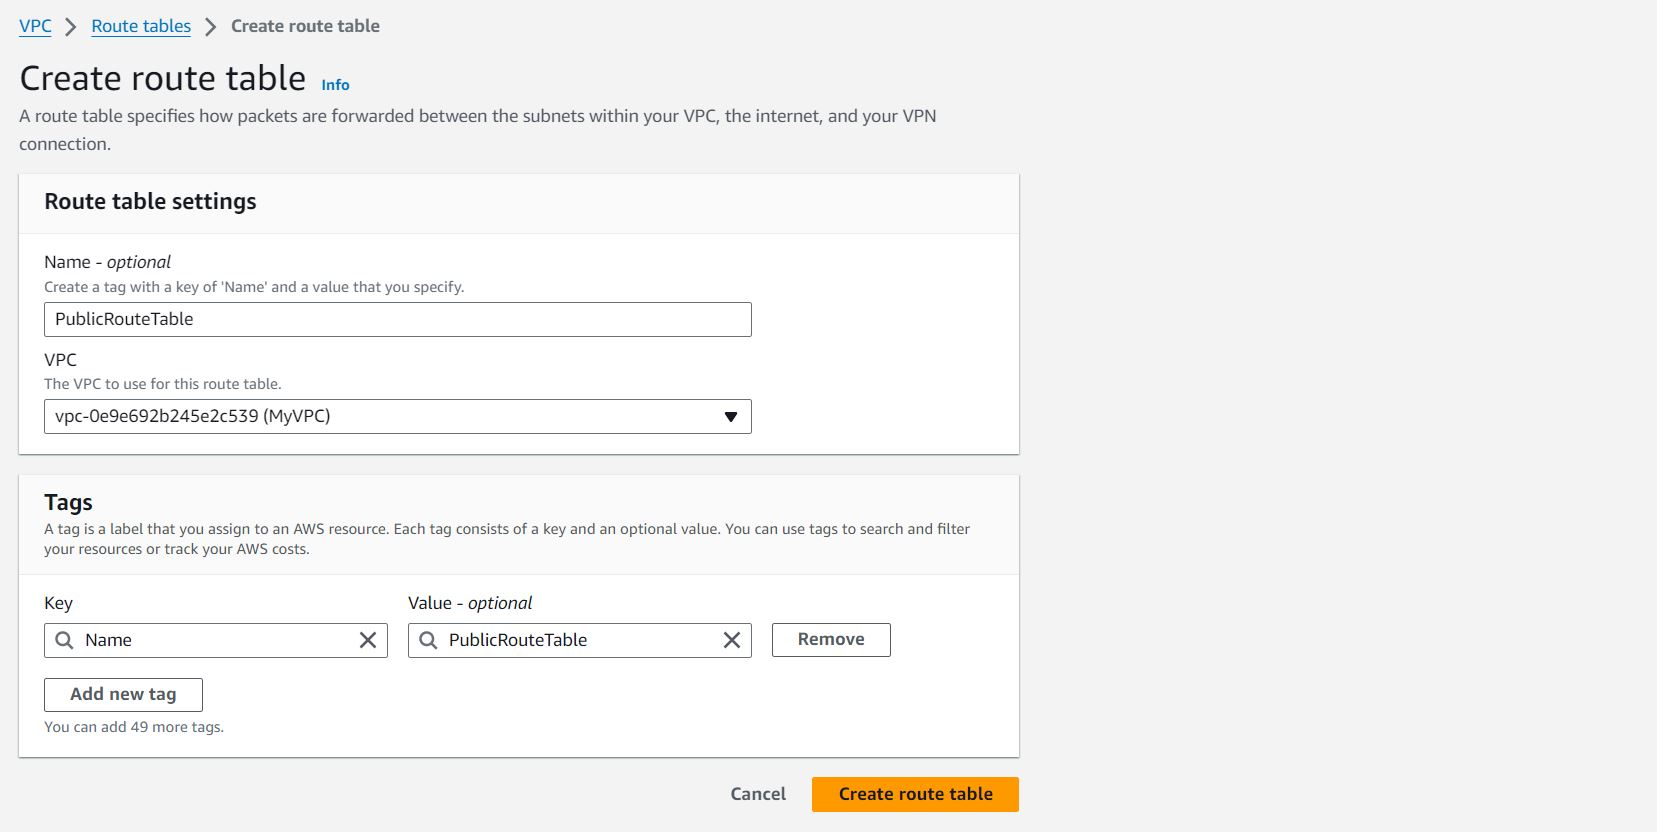 VPC > Route tables > Create route table
Create route table Info
A route table specifies how packets are forwarded between the subnets within your VPC, the internet, and your VPN
connection.
Route table settings
Name - optional
Create a tag with a key of 'Name' and a value that you specify.
PublicRouteTable
VPC
The VPC to use for this route table.
vpc-0e9e692b245e2c539 (MyVPC)
Tags
A tag is a label that you assign to an AWS resource. Each tag consists of a key and an optional value. You can use tags to search and filter
your resources or track your AWS costs.
Key Value - optional
Name PublicRouteTable Remove
Add new tag
You can add 49 more tags.
Cancel Create route table